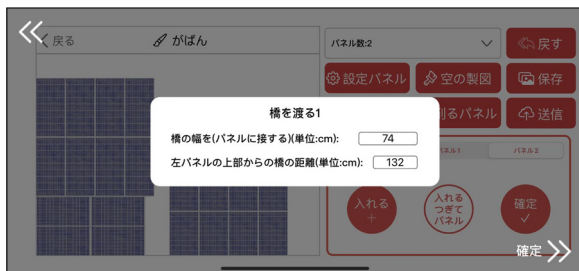 戻る
がばん
パネル数:2
戻す
設定パネル
空の製図
保存
削るパネル
送信
橋を渡る1
橋の幅を(パネルに接する)(単位:cm):
74
左パネルの上部からの橋の距離(単位:cm):
132
パネル1
パネル2
入れる
+
入れる
つぎて
パネル
確定
確定